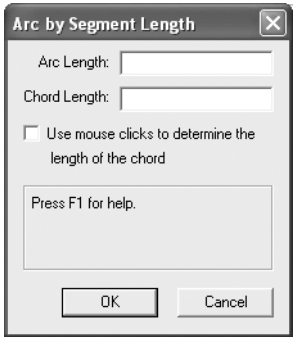 Arc by Segment Length
Arc Length:
Chord Length:
Use mouse clicks to determine the
length of the chord
Press F1 for help.
OK Cancel